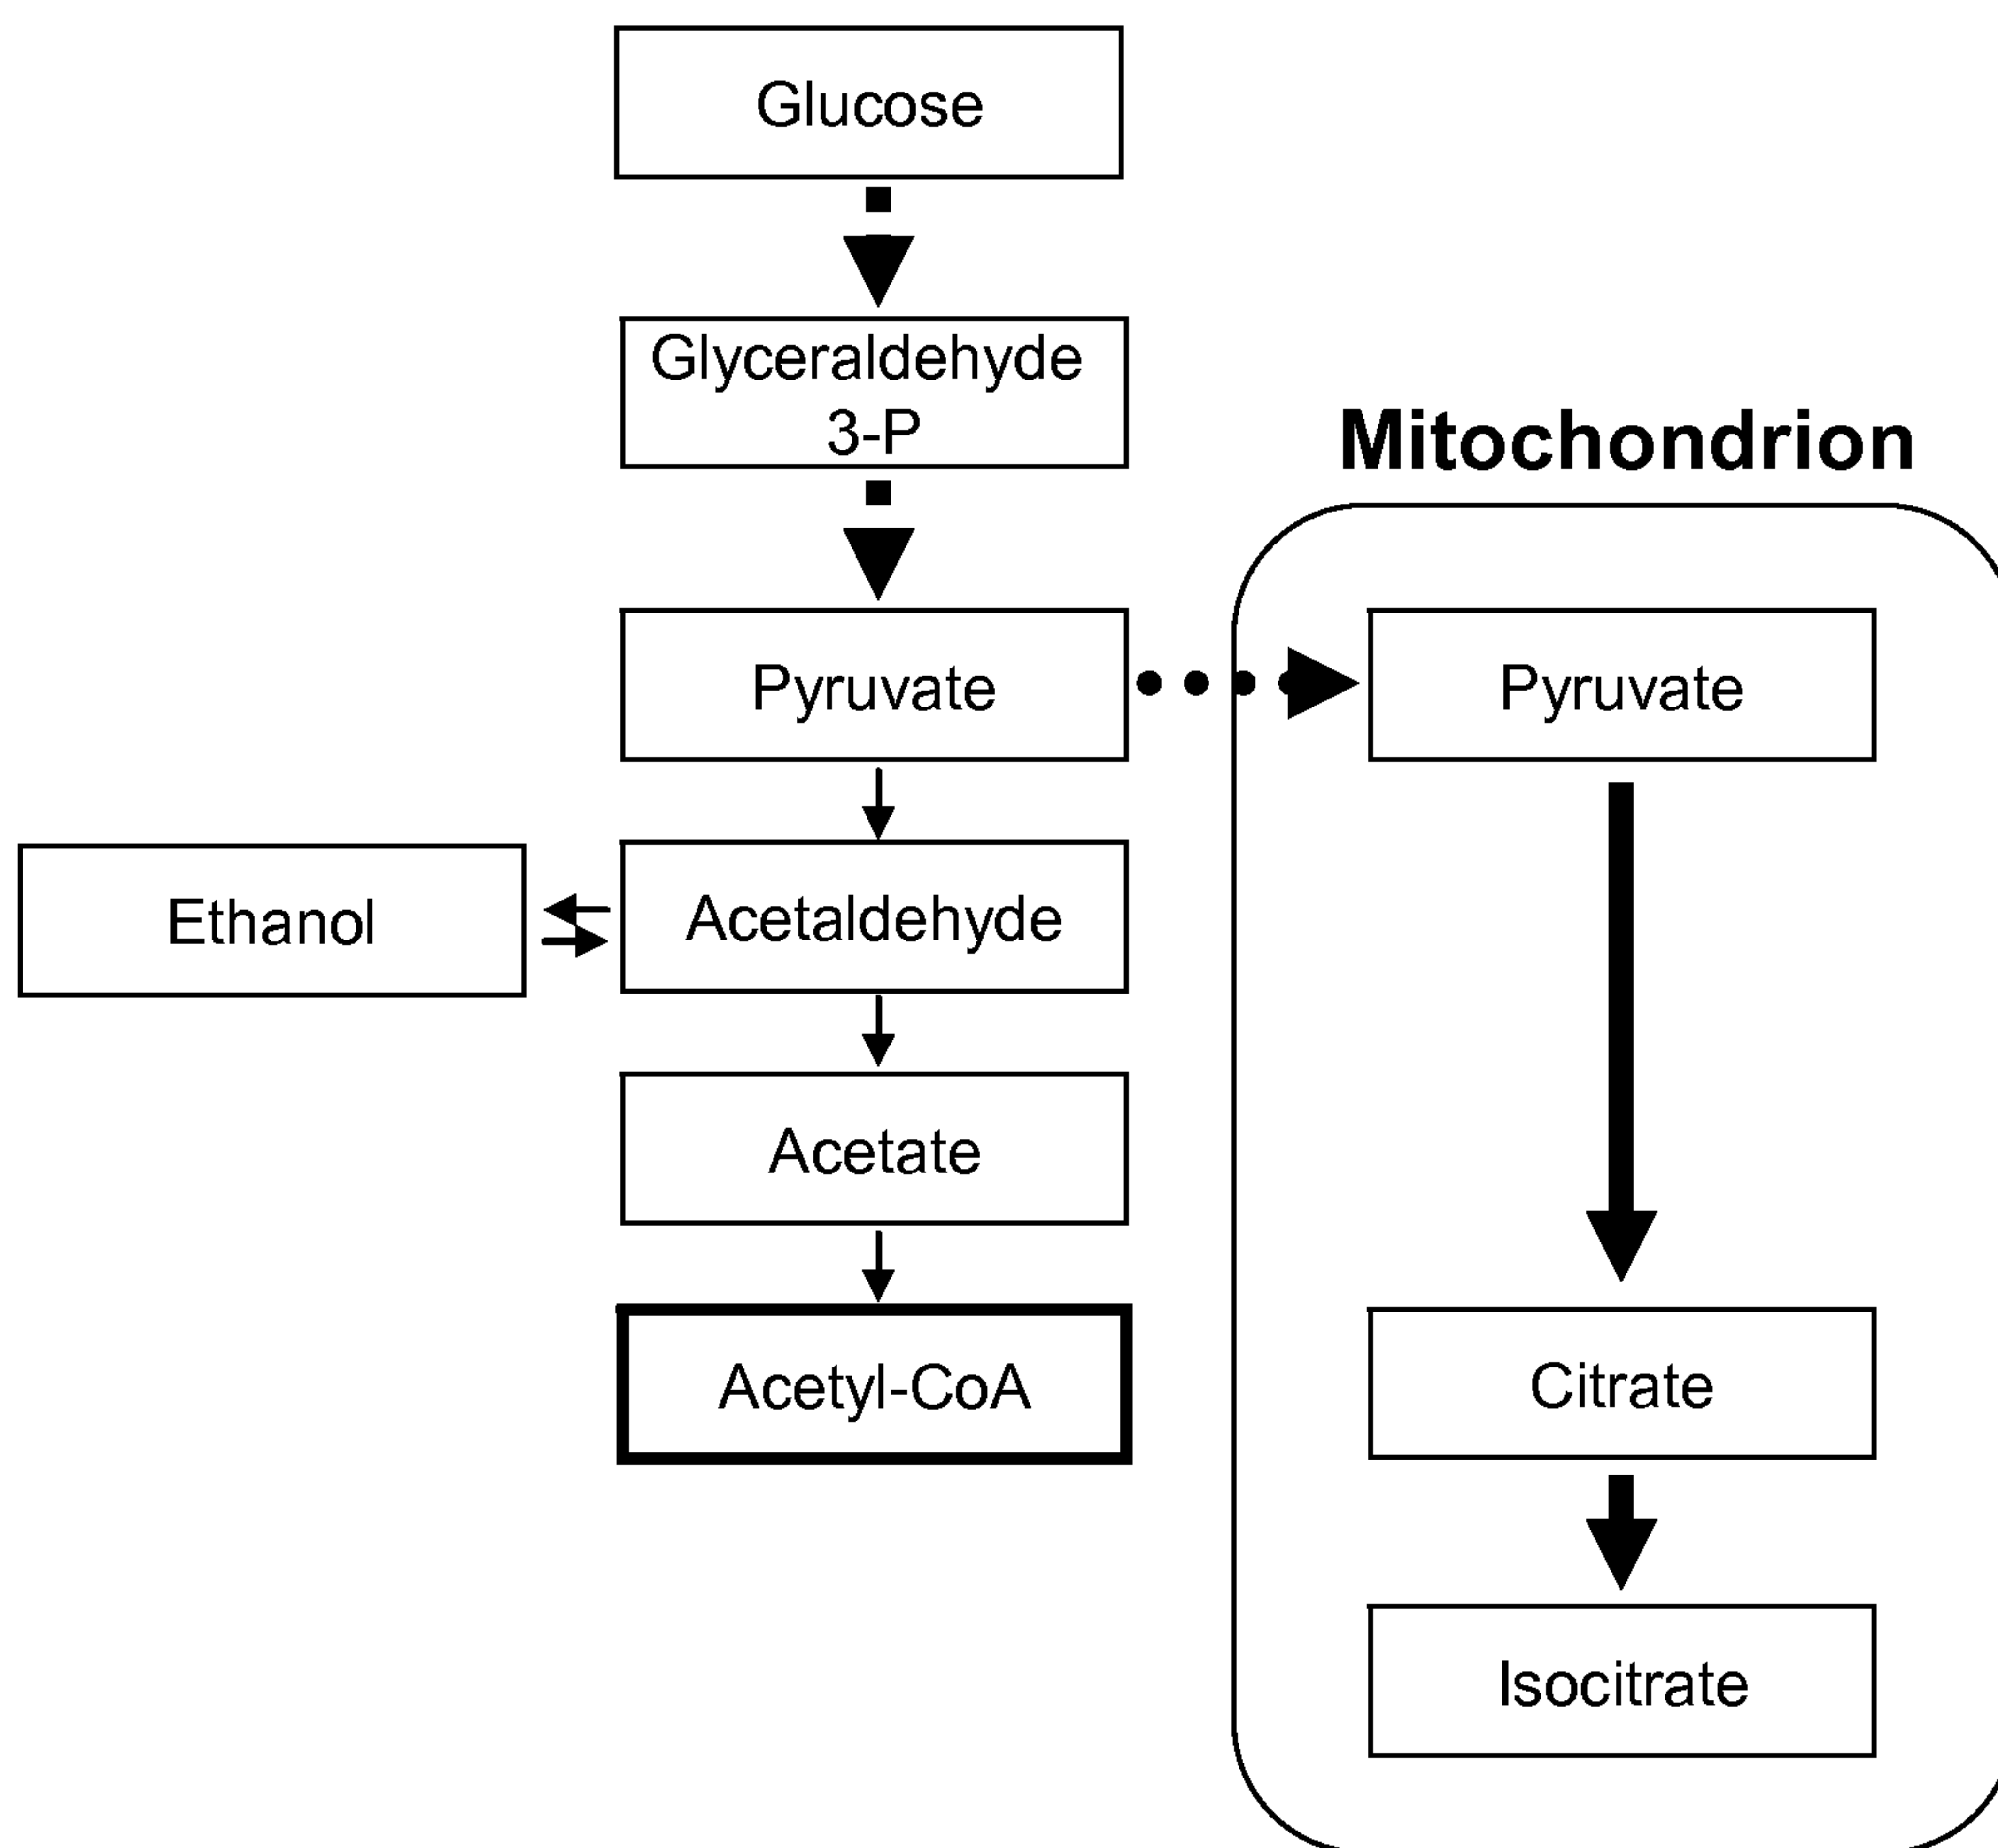 Glucose
Glyceraldehyde
3-P
Mitochondrion
Pyruvate
Pyruvate
Ethanol
Acetaldehyde
Acetate
Acetyl-CoA
Citrate
Isocitrate